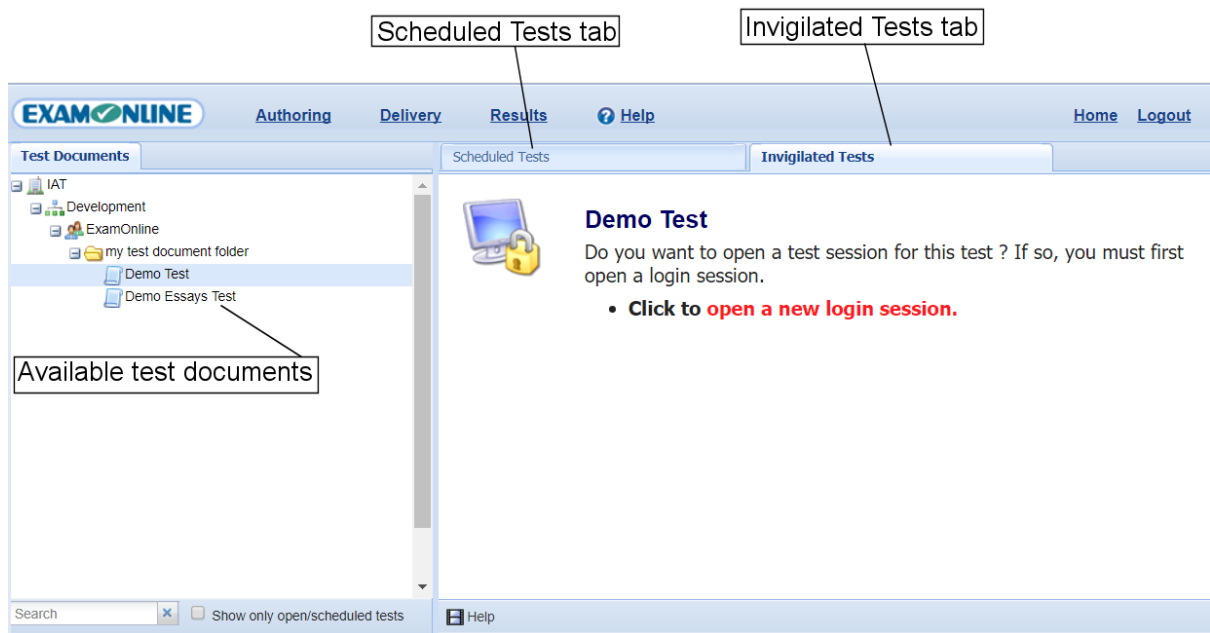 Scheduled Tests tab
Invigilated Tests tab
EXAMONLINE Authoring Delivery Results Help Home Logout
Test Documents
Scheduled Tests
Invigilated Tests
IAT
Development
ExamOnline
my test document folder
Demo Test
Demo Essays Test
Available test documents
Demo Test
Do you want to open a test session for this test ? If so, you must first
open a login session.
• Click to open a new login session.
Search
Show only open/scheduled tests
Help